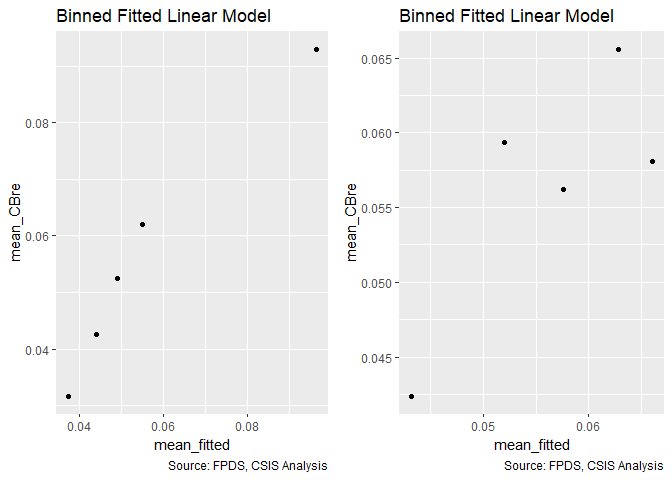 Binned Fitted Linear Model
mean_CBre
0.08
0.06
0.04
0.04
0.06
0.08
mean_fitted
Source: FPDS, CSIS Analysis
Binned Fitted Linear Model
mean_CBre
0.065
0.060
0.055
0.050
0.045
0.05
0.06
mean_fitted
Source: FPDS, CSIS Analysis